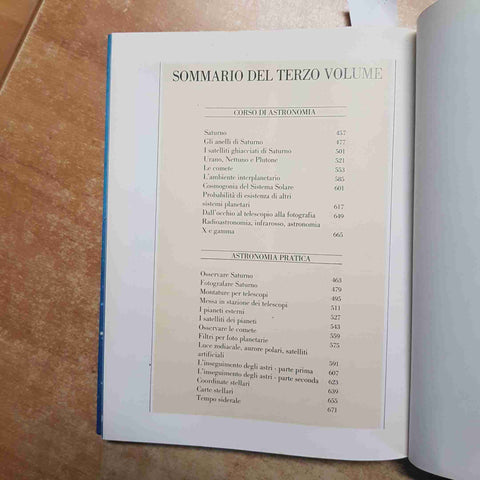 SOMMARIO DEL TERZO VOLUME
CORSO DI ASTRONOMIA
Saturno 457
Gli anelli di Saturno 477
I satelliti ghiacciati di Saturno 501
Urano, Nettuno e Plutone 521
Le comete 553
L'ambiente interplanetario 585
Cosmogonia del Sistema Solare 601
Probabilità di esistenza di altri
sistemi planetari 617
Dall'occhio al telescopio alla fotografia 649
Radioastronomia, infrarosso, astronomia
X e gamma 665
ASTRONOMIA PRATICA
Osservare Saturno 463
Fotografare Saturno 479
Montature per telescopi 495
Messa in stazione dei telescopi 511
I pianeti esterni 527
I satelliti dei pianeti 543
Osservare le comete 559
Filtri per foto planetarie 575
Luce zodiacale, aurore polari, satelliti
artificiali 591
L'inseguimento degli astri - parte prima 607
L'inseguimento degli astri - parte seconda 623
Coordinate stellari 639
Carte stellari 655
Tempo siderale 671